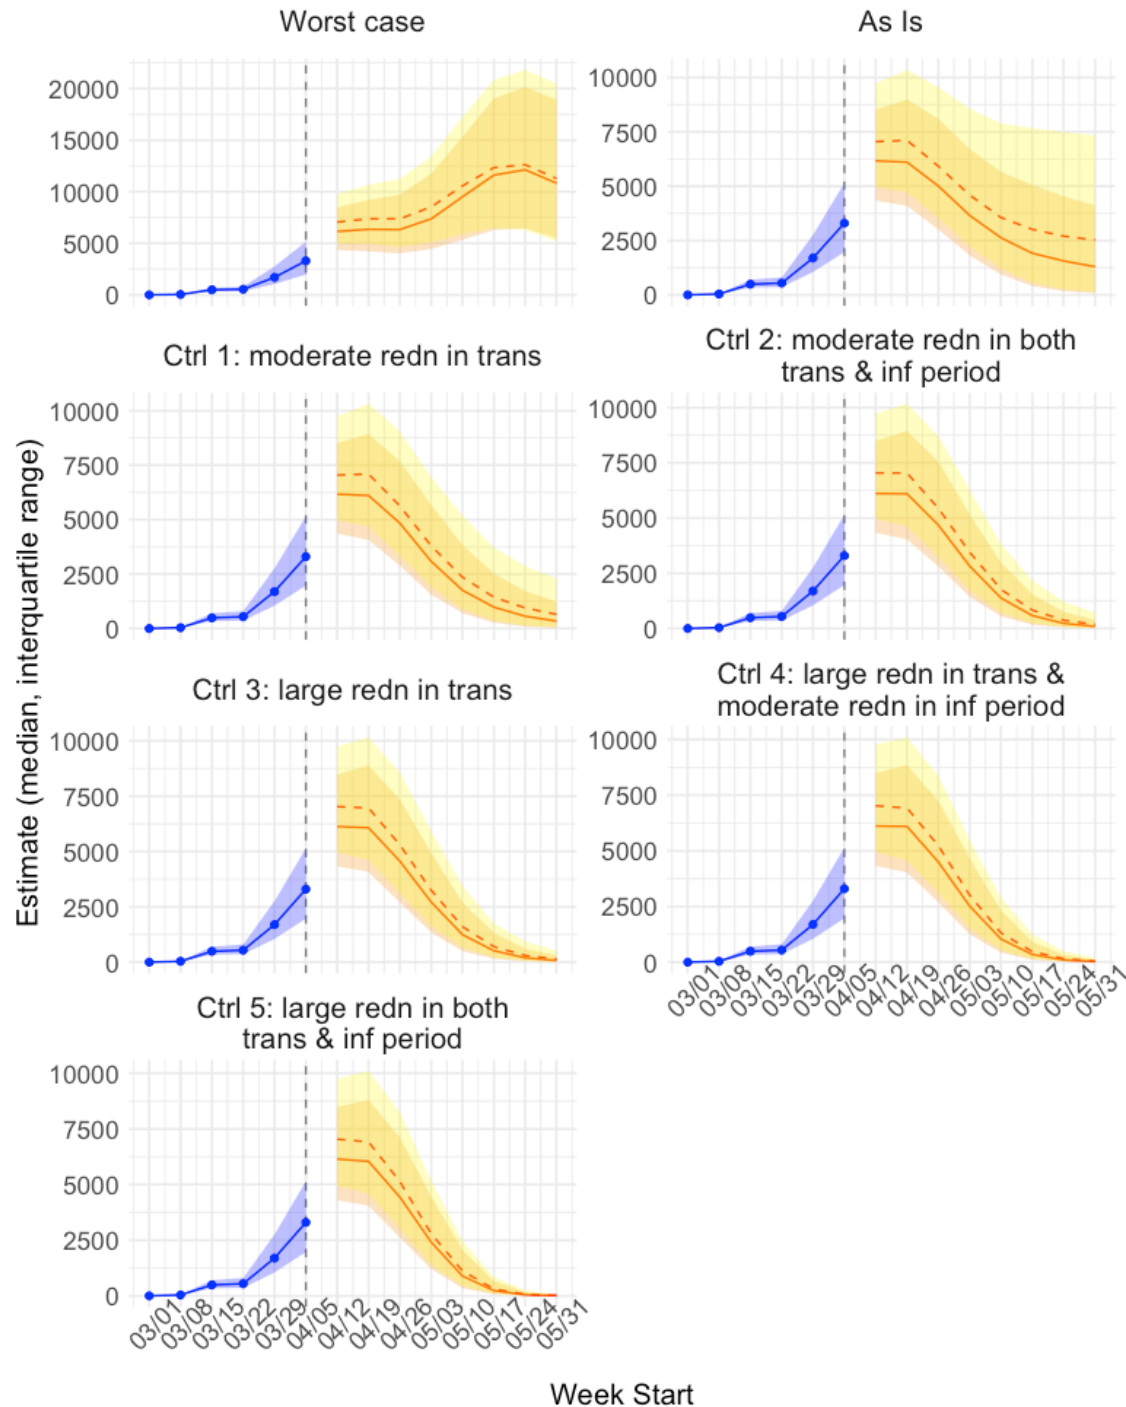 Worst case
As Is
20000
15000
10000
5000
0
10000
7500
5000
2500
0
Ctrl 1: moderate redn in trans
Ctrl 2: moderate redn in both
trans & inf period
10000
7500
5000
2500
0
10000
7500
5000
2500
0
Estimate (median, interquartile range)
Ctrl 3: large redn in trans
Ctrl 4: large redn in trans &
moderate redn in inf period
10000
7500
5000
2500
0
10000
7500
5000
2500
0
03/01 03/08 03/15 03/22 03/29 04/05 04/12 04/19 04/26 05/03 05/10 05/17 05/24 05/31
Ctrl 5: large redn in both
trans & inf period
10000
7500
5000
2500
0
03/01 03/08 03/15 03/22 03/29 04/05 04/12 04/19 04/26 05/03 05/10 05/17 05/24 05/31
Week Start